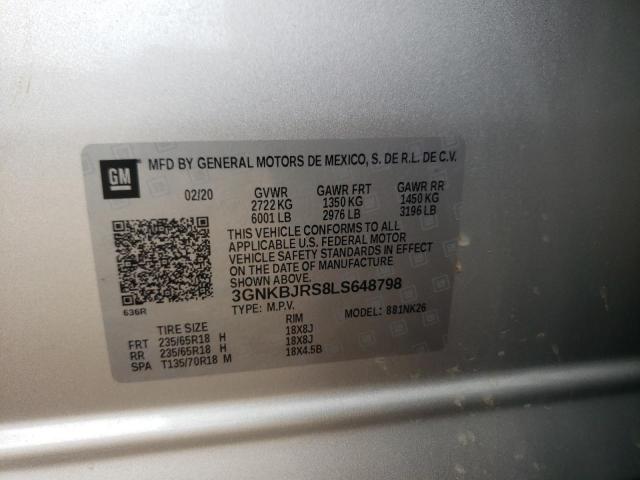 GM
MFD BY GENERAL MOTORS DE MEXICO, S. DE R.L. DE C.V.
02/20 GVWR GAWR FRT GAWR RR
2722 KG 1350 KG 1450 KG
6001 LB 2976 LB 3196 LB
THIS VEHICLE CONFORMS TO ALL
APPLICABLE U.S. FEDERAL MOTOR
VEHICLE SAFETY STANDARDS IN EFFECT
ON THE DATE OF MANUFACTURE
SHOWN ABOVE.
3GNKBJRS8LS648798
636R TYPE: M.P.V. MODEL: 881NK26
TIRE SIZE RIM
FRT 235/65R18 H 18X8J
RR 235/65R18 H 18X8J
SPA T135/70R18 M 18X4.5B